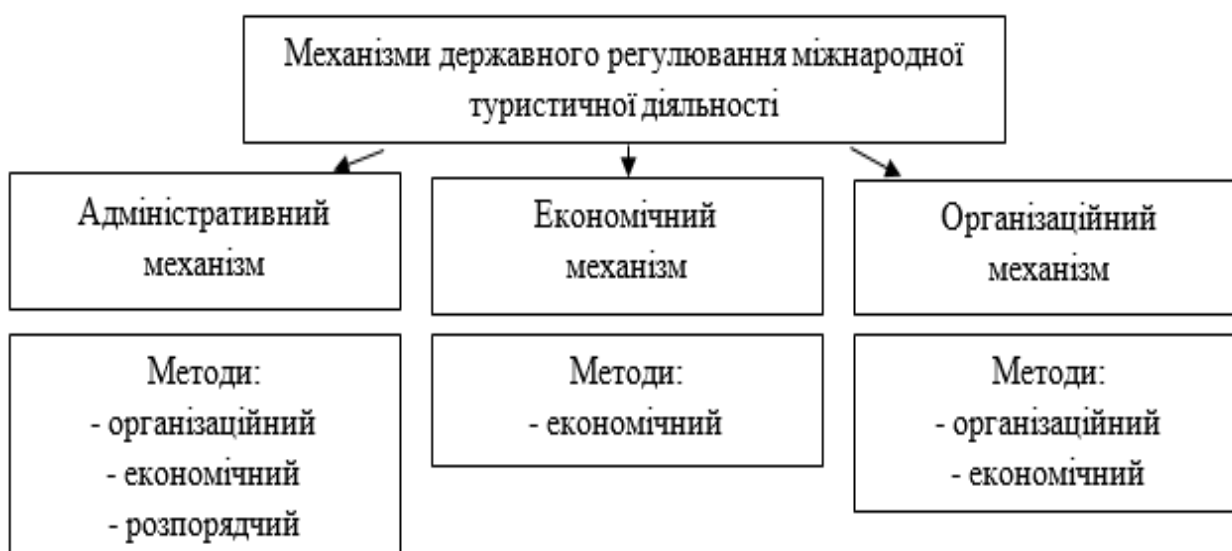 Механізми державного регулювання міжнародної
туристичної діяльності
Адміністративний
механізм
Економічний
механізм
Організаційний
механізм
Методи:
- організаційний
- економічний
- розпорядчий
Методи:
- економічний
Методи:
- організаційний
- економічний